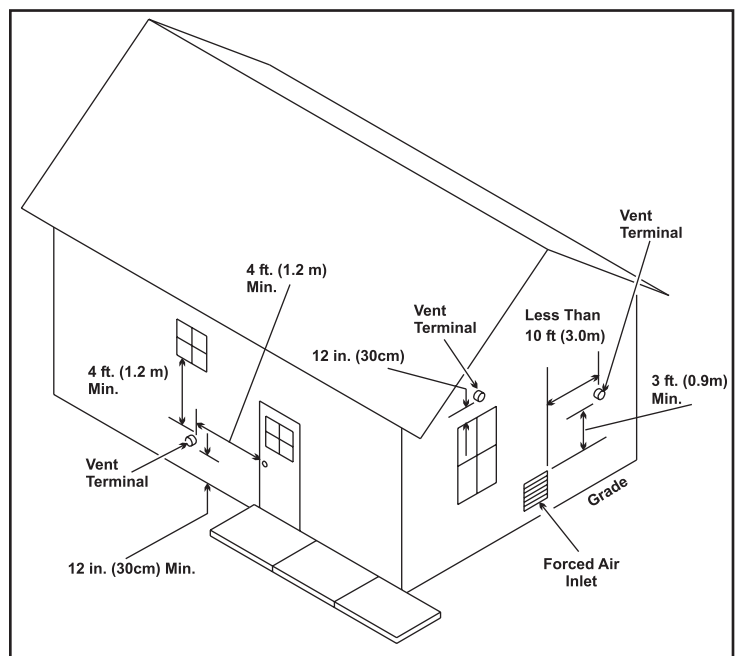 Vent
Terminal
4 ft. (1.2 m)
Min.
Vent
Terminal
Less Than
10 ft (3.0m)
12 in. (30cm)
4 ft. (1.2 m)
Min.
3 ft. (0.9m)
Min.
Vent
Terminal
Grade
12 in. (30cm) Min.
Forced Air
Inlet